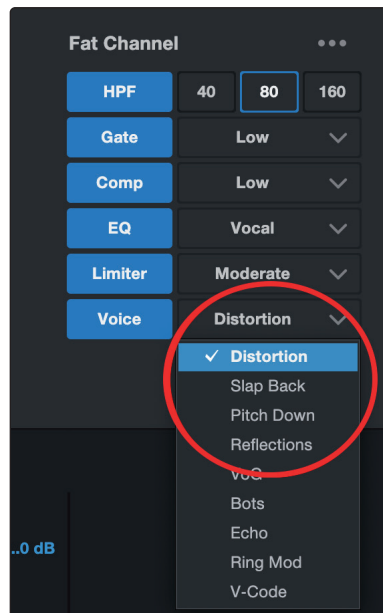 Fat Channel
HPF 40 80 160
Gate Low
Comp Low
EQ Vocal
Limiter Moderate
Voice Distortion
Distortion
Slap Back
Pitch Down
Reflections
VoG
Bots
..0 dB Echo
Ring Mod
V-Code